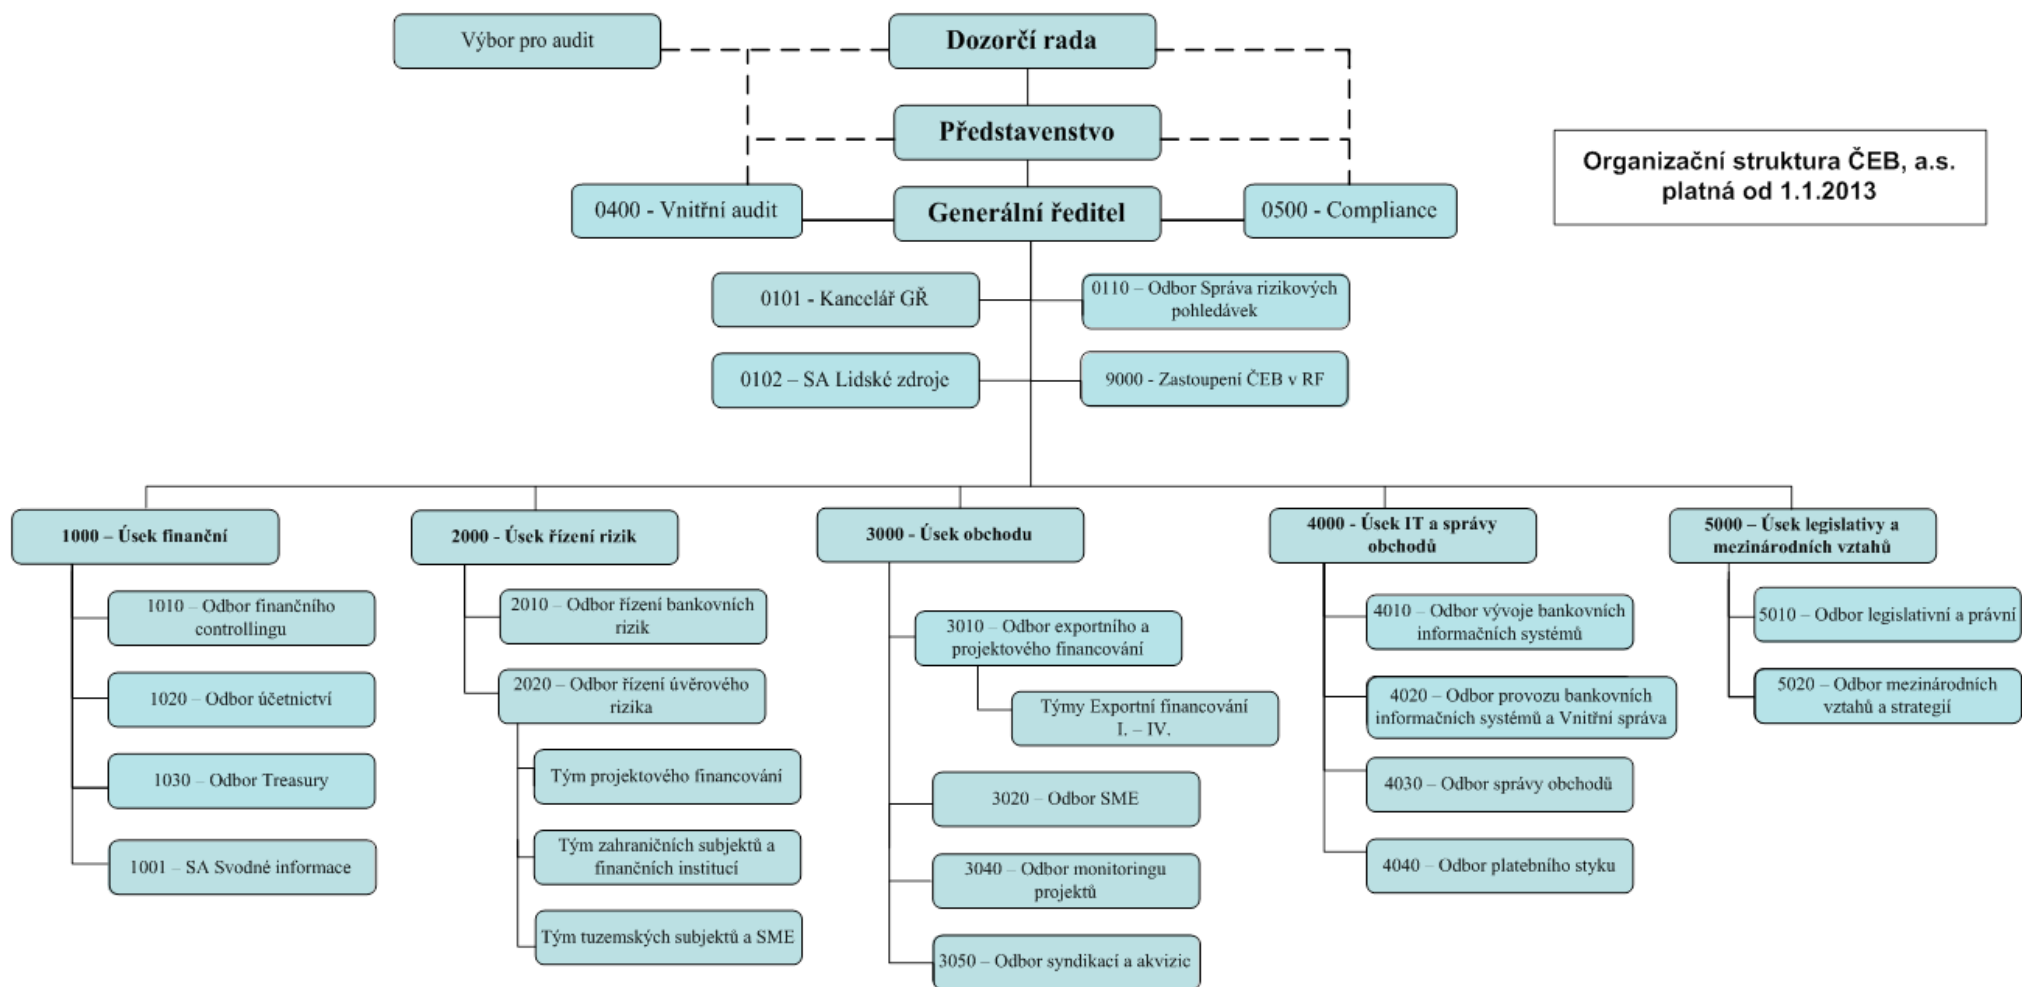 Výbor pro audit
Dozorčí rada
Představenstvo
Organizační struktura ČEB, a.s.
platná od 1.1.2013
0400 - Vnitřní audit
Generální ředitel
0500 - Compliance
0101 - Kancelář GŘ
0110 – Odbor Správa rizikových
pohledávek
0102 – SA Lidské zdroje
9000 - Zastoupení ČEB v RF
1000 – Úsek finanční
1010 – Odbor finančního
controllingu
1020 – Odbor účetnictví
1030 – Odbor Treasury
1001 – SA Svodné informace
2000 - Úsek řízení rizik
2010 – Odbor řízení bankovních
rizik
2020 – Odbor řízení úvěrového
rizika
Tým projektového financování
Tým zahraničních subjektů a
finančních institucí
Tým tuzemských subjektů a SME
3000 - Úsek obchodu
3010 – Odbor exportního a
projektového financování
Týmy Exportní financování
I. – IV.
3020 – Odbor SME
3040 – Odbor monitoringu
projektů
3050 – Odbor syndikací a akvizic
4000 - Úsek IT a správy
obchodů
4010 – Odbor vývoje bankovních
informačních systémů
4020 – Odbor provozu bankovních
informačních systémů a Vnitřní správa
4030 – Odbor správy obchodů
4040 – Odbor platebního styku
5000 – Úsek legislativy a
mezinárodních vztahů
5010 – Odbor legislativní a právní
5020 – Odbor mezinárodních
vztahů a strategií